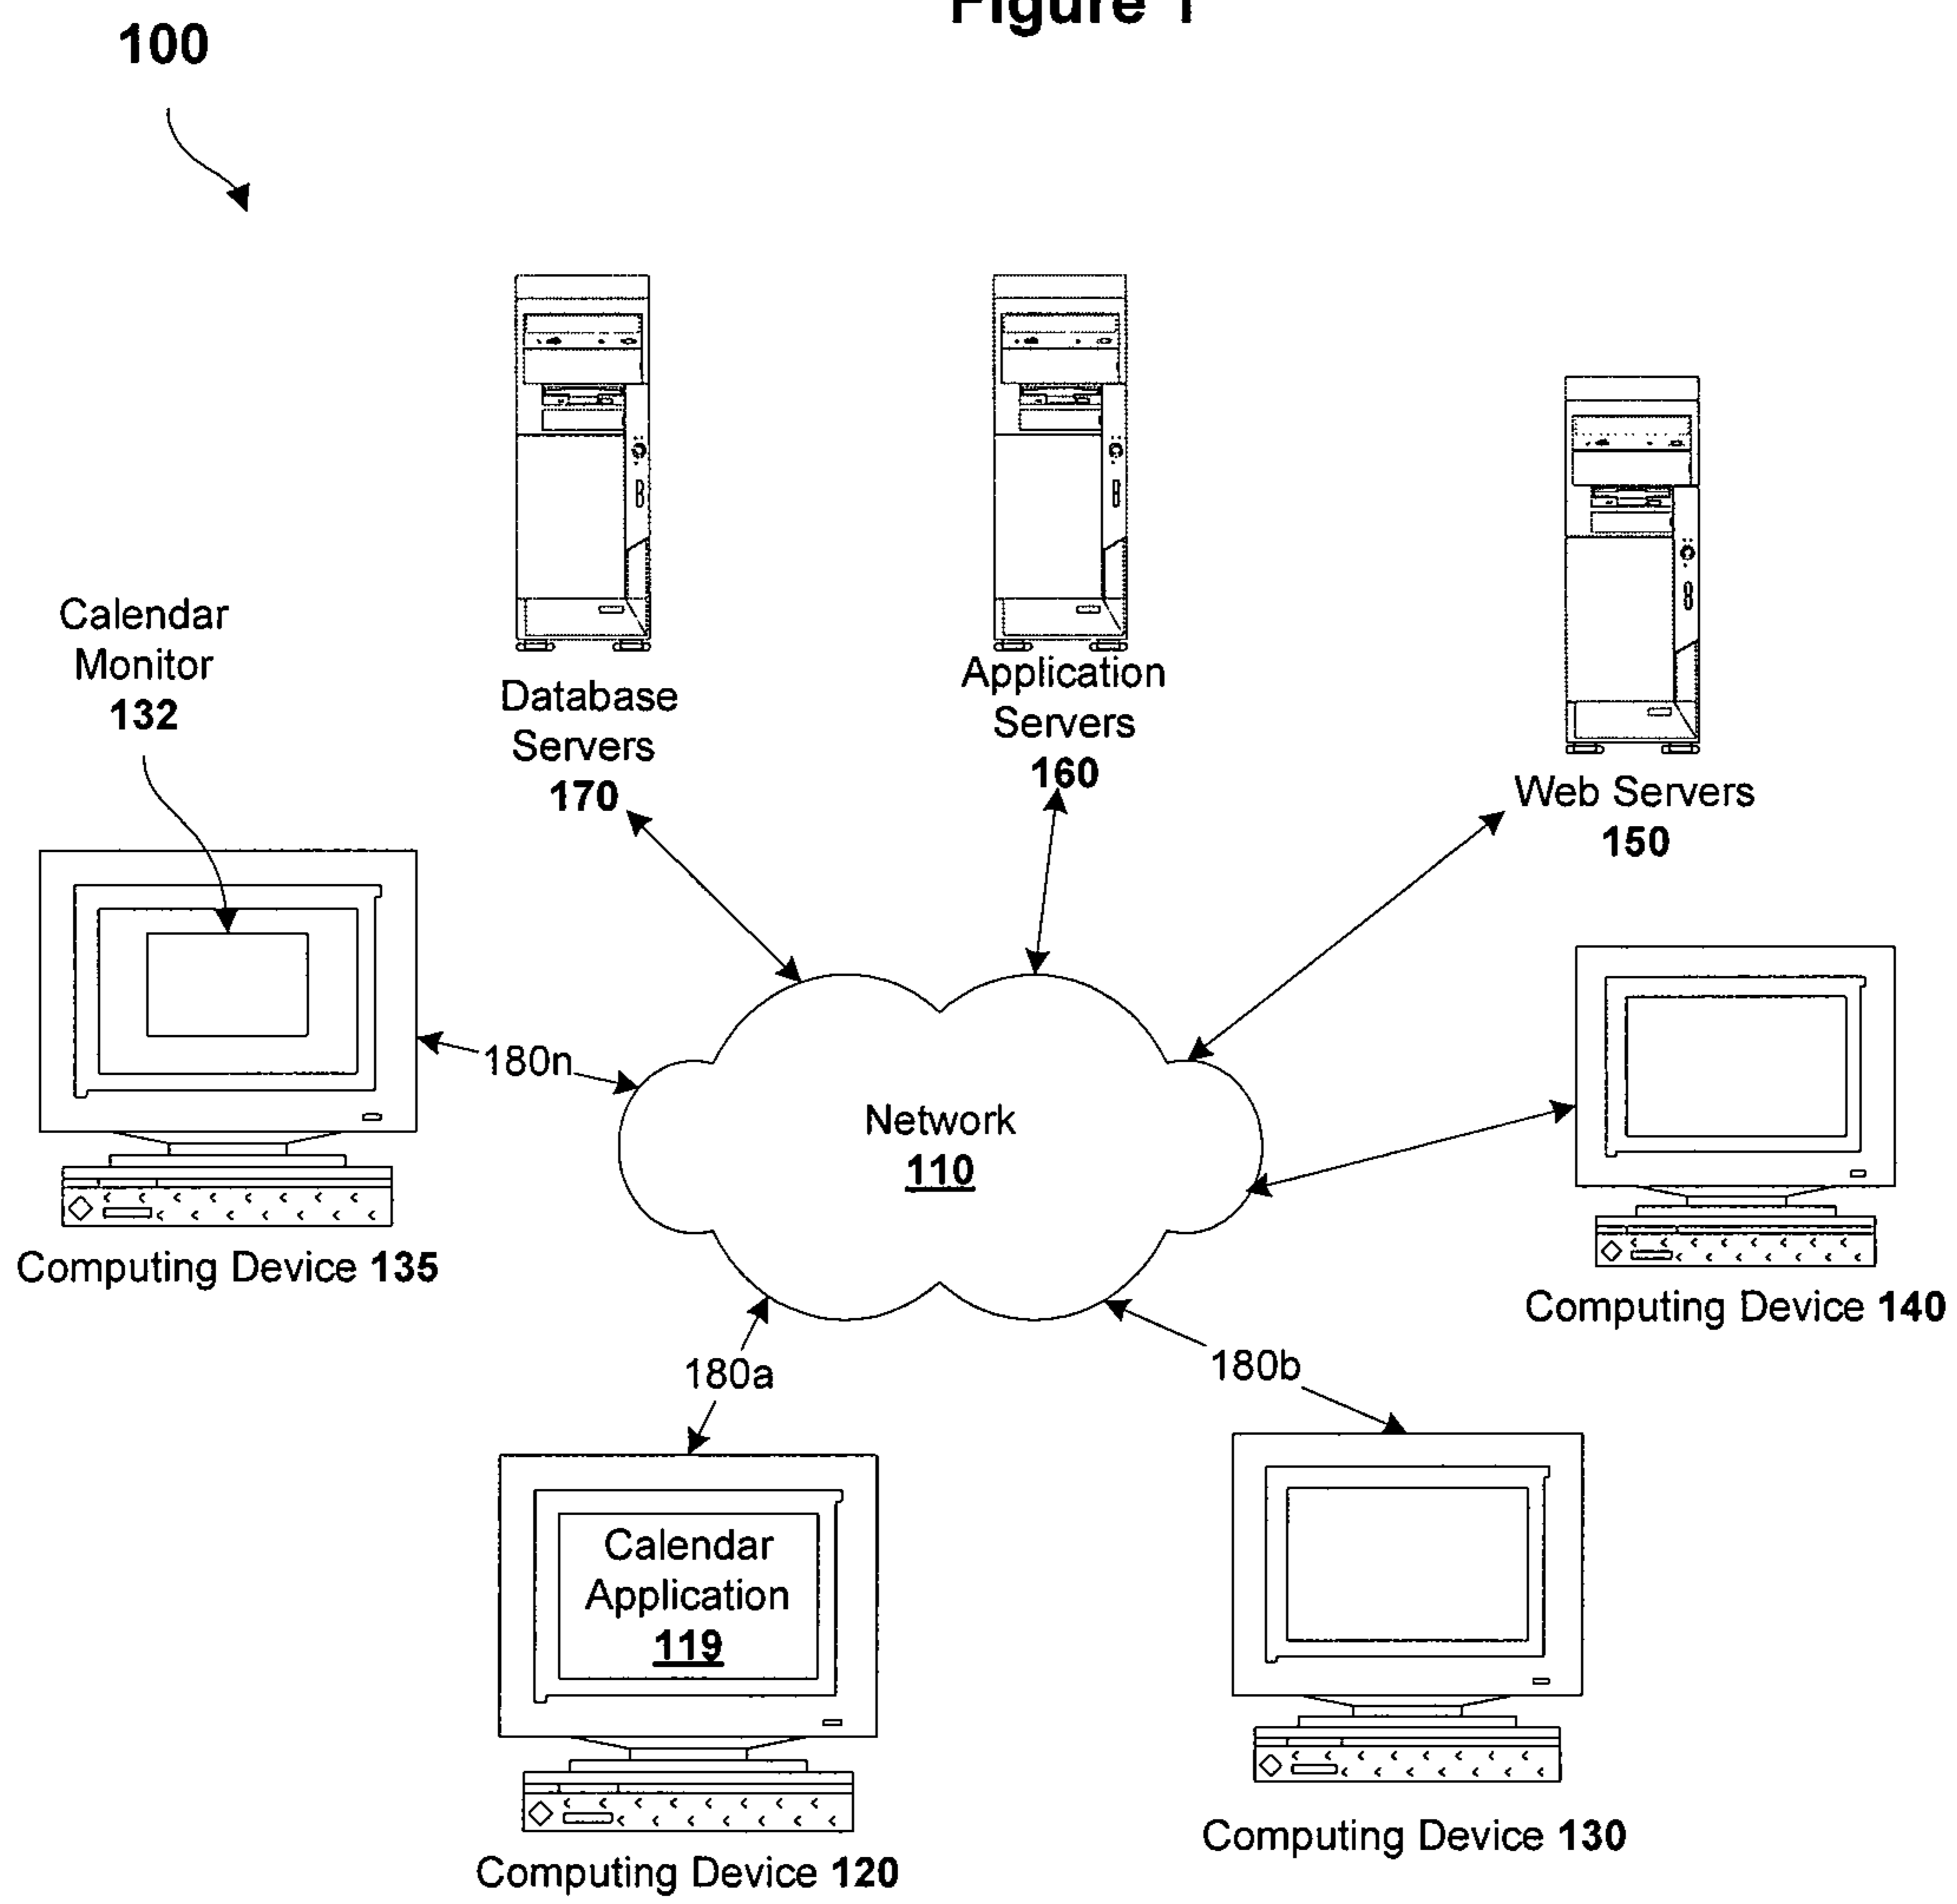 Figure 1
100
Calendar
Monitor
132
Database
Servers
170
Application
Servers
160
Web Servers
150
180n
Network
110
Computing Device 135
Computing Device 140
180a
180b
Calendar
Application
119
Computing Device 130
Computing Device 120